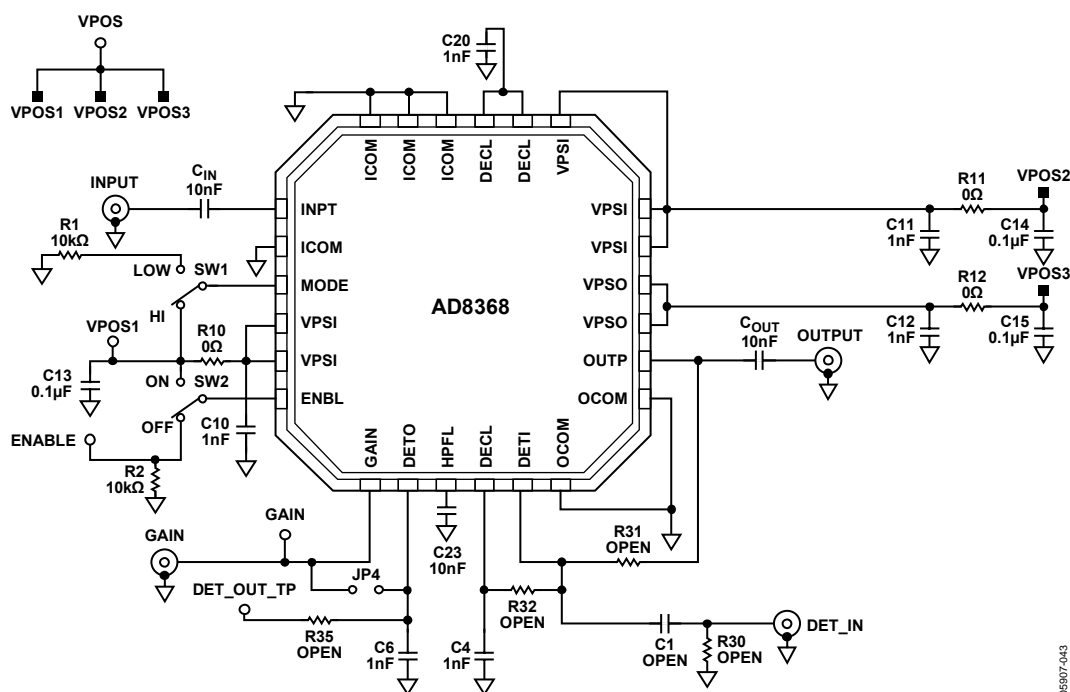 VPOS
VPOS1 VPOS2 VPOS3
C20
1nF
ICOM
ICOM
ICOM
DECL
DECL
VPSI
INPUT
CIN
10nF
INPT
ICOM
MODE
VPSI
VPSI
ENBL
AD8368
VPSI
VPSI
VPSO
VPSO
OUTP
OCOM
GAIN
DETO
HPFL
DECL
DETI
OCOM
R1
10kΩ
LOW
SW1
HI
VPOS1
R10
0Ω
C13
0.1µF
ON
SW2
OFF
ENABLE
C10
1nF
R2
10kΩ
R11
0Ω
VPOS2
C11
1nF
C14
0.1µF
R12
0Ω
VPOS3
C12
1nF
C15
0.1µF
COUT
10nF
OUTPUT
GAIN
GAIN
JP4
DET_OUT_TP
R35
OPEN
C6
1nF
C23
10nF
C4
1nF
R32
OPEN
R31
OPEN
C1
OPEN
R30
OPEN
DET_IN
05907-043